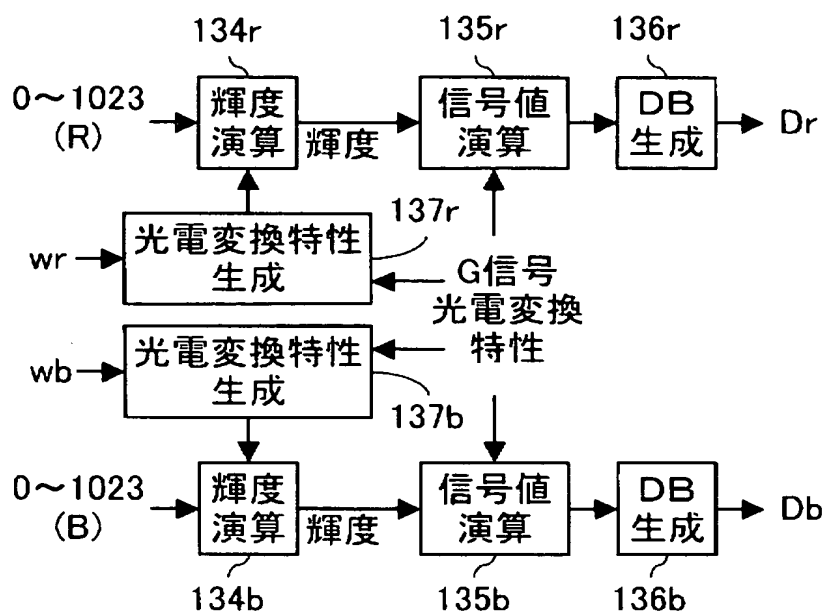 134r
135r
136r
0～1023
(R)
輝度
演算
輝度
信号値
演算
DB
生成
Dr
137r
wr
光電変換特性
生成
G信号
光電変換
特性
wb
光電変換特性
生成
137b
0～1023
(B)
輝度
演算
輝度
信号値
演算
DB
生成
Db
134b
135b
136b